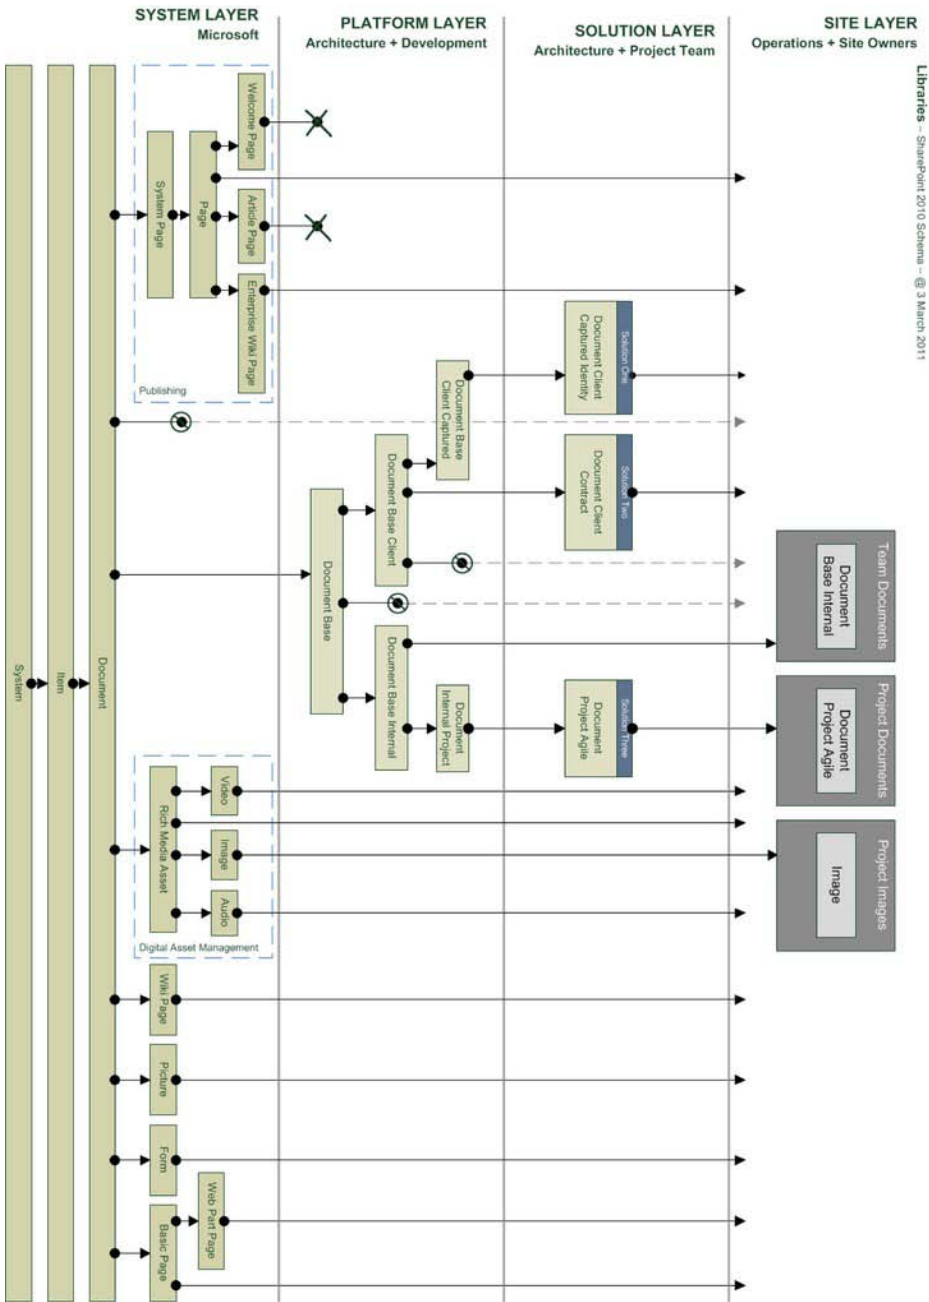 SYSTEM LAYER
Microsoft
PLATFORM LAYER
Architecture + Development
SOLUTION LAYER
Architecture + Project Team
SITE LAYER
Operations + Site Owners
Libraries – SharePoint 2010 Schema – @ 3 March 2011
Welcome Page
System Page
Page
Article Page
Enterprise Wiki Page
Publishing
Solution One
Document Client
Captured Identity
Document Base
Client Captured
Solution Two
Document Client
Contract
Document Base Client
Document Base
Team Documents
Document
Base Internal
Document Base Internal
Document
Internal Project
Solution Three
Document
Project Agile
Project Documents
Document
Project Agile
System
Item
Document
Video
Rich Media Asset
Image
Audio
Digital Asset Management
Project Images
Image
Wiki Page
Picture
Form
Web Part Page
Basic Page